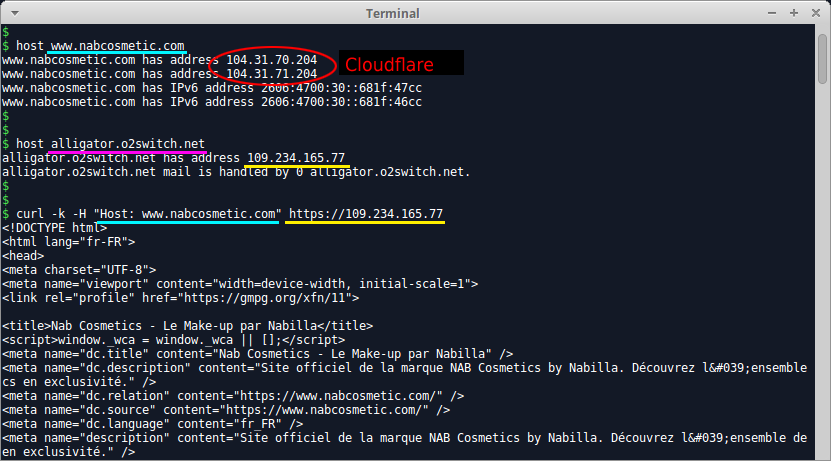 Terminal
$
$ host www.nabcosmetic.com
www.nabcosmetic.com has address 104.31.70.204
www.nabcosmetic.com has address 104.31.71.204
Cloudflare
www.nabcosmetic.com has IPv6 address 2606:4700:30::681f:47cc
www.nabcosmetic.com has IPv6 address 2606:4700:30::681f:46cc
$
$
$ host alligator.o2switch.net
alligator.o2switch.net has address 109.234.165.77
alligator.o2switch.net mail is handled by 0 alligator.o2switch.net.
$
$
$ curl -k -H "Host: www.nabcosmetic.com" https://109.234.165.77
<!DOCTYPE html>
<html lang="fr-FR">
<head>
<meta charset="UTF-8">
<meta name="viewport" content="width=device-width, initial-scale=1">
<link rel="profile" href="https://gmpg.org/xfn/11">
<title>Nab Cosmetics - Le Make-up par Nabilla</title>
<script>window._wca = window._wca || [];</script>
<meta name="dc.title" content="Nab Cosmetics - Le Make-up par Nabilla" />
<meta name="dc.description" content="Site officiel de la marque NAB Cosmetics by Nabilla. Découvrez l&#039;ensemble
cs en exclusivité." />
<meta name="dc.relation" content="https://www.nabcosmetic.com/" />
<meta name="dc.source" content="https://www.nabcosmetic.com/" />
<meta name="dc.language" content="fr_FR" />
<meta name="description" content="Site officiel de la marque NAB Cosmetics by Nabilla. Découvrez l&#039;ensemble de
en exclusivité." />